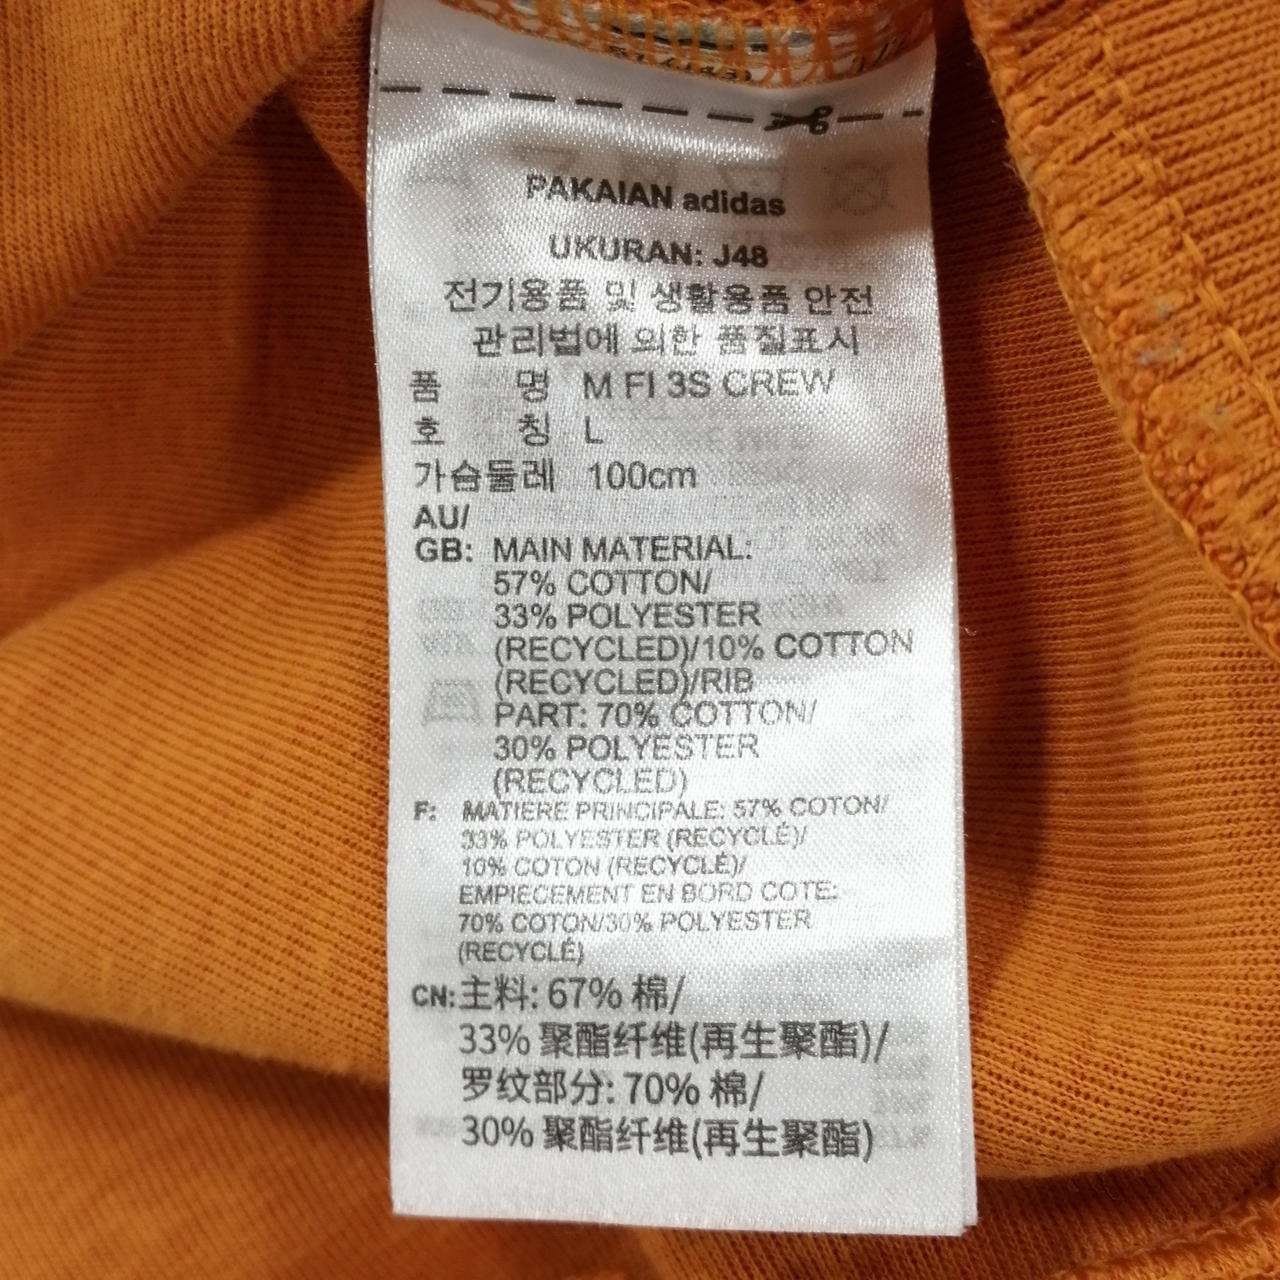 PAKAIAN adidas
UKURAN: J48
전기용품 및 생활용품 안전
관리법에 의한 품질표시
품 명 M FI 3S CREW
호 칭 L
가슴둘레 100cm
AU/
GB: MAIN MATERIAL:
57% COTTON/
33% POLYESTER
(RECYCLED)/10% COTTON
(RECYCLED)/RIB
PART: 70% COTTON/
30% POLYESTER
(RECYCLED)
F: MATIERE PRINCIPALE: 57% COTON/
33% POLYESTER (RECYCLÉ)/
10% COTON (RECYCLÉ)/
EMPIECEMENT EN BORD COTE:
70% COTON/30% POLYESTER
(RECYCLÉ)
CN: 主料: 67% 棉/
33% 聚酯纤维(再生聚酯)/
罗纹部分: 70% 棉/
30% 聚酯纤维(再生聚酯)